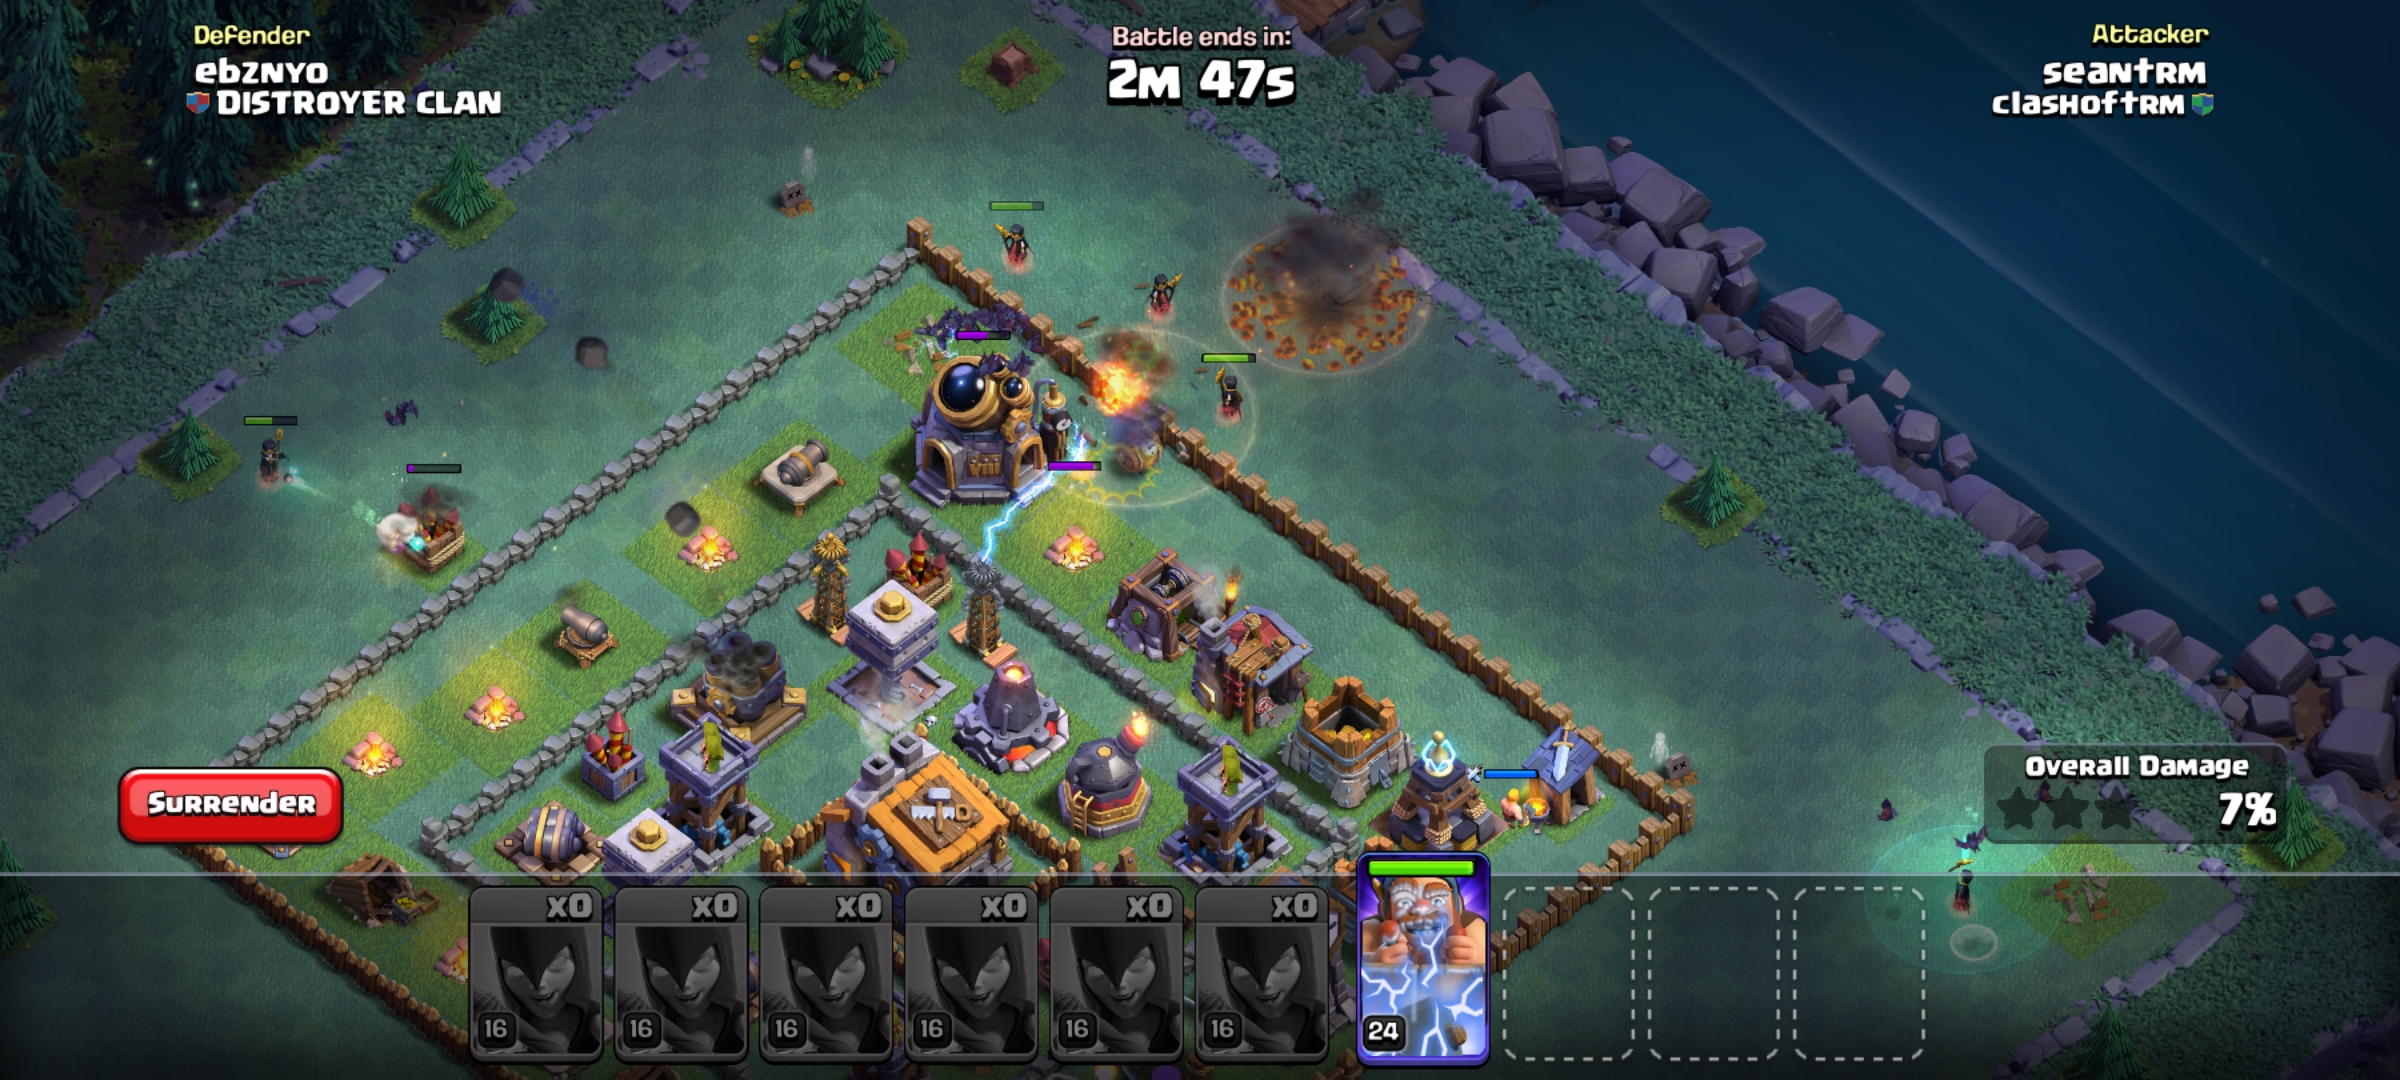 Defender
ebznyo
DISTROYER CLAN
Battle ends in:
2m 47s
Attacker
seantrm
clashoftrm
VIII
Surrender
Overall Damage
7%
x0
x0
x0
x0
x0
x0
16
16
16
16
16
16
24